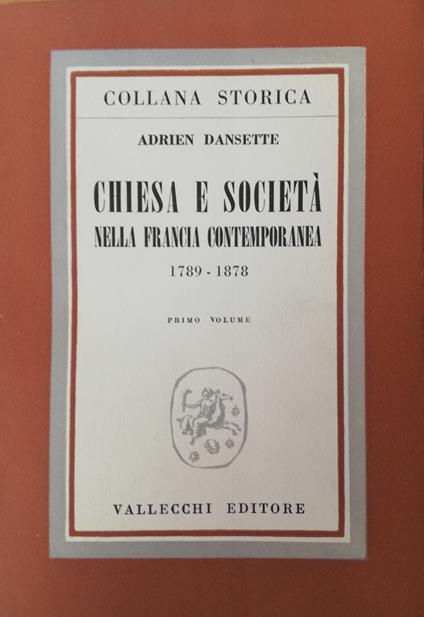 COLLANA STORICA
ADRIEN DANSETTE
CHIESA E SOCIETÀ
NELLA FRANCIA CONTEMPORANEA
1789-1878
PRIMO VOLUME
VALLECCHI EDITORE